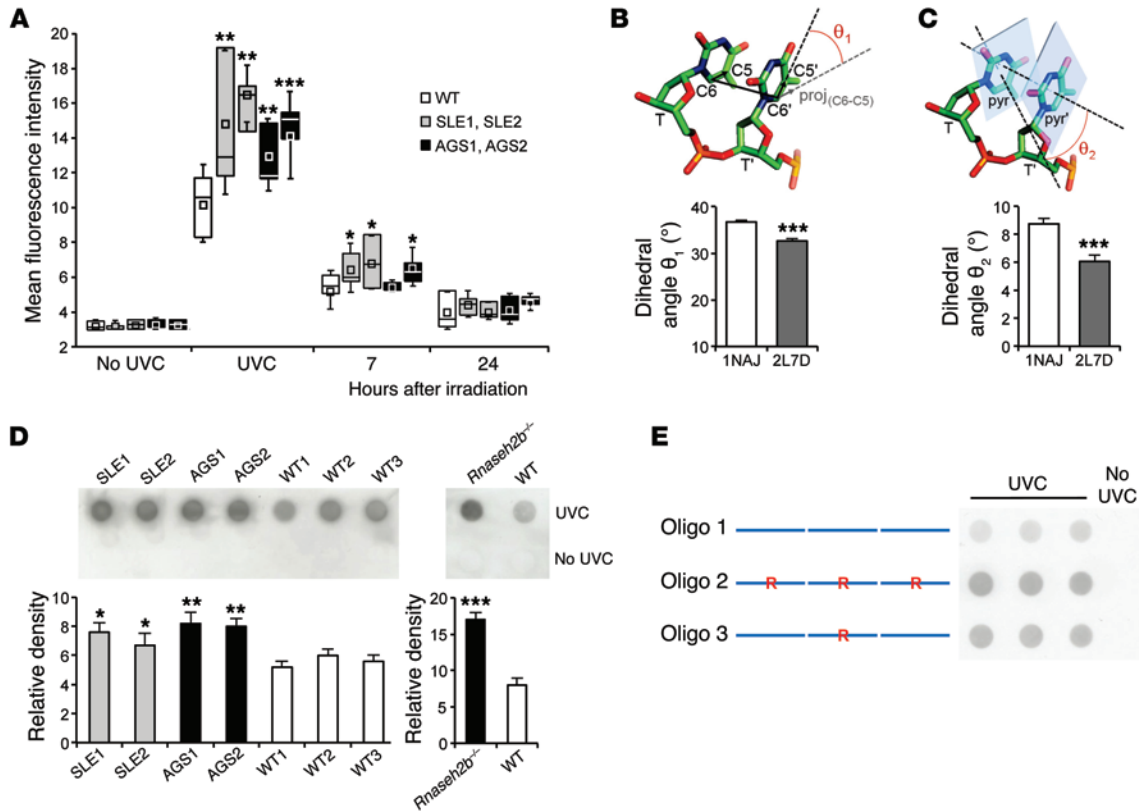 A
Mean fluorescence intensity
20
18
16
14
12
10
8
6
4
2
** ** ** ***
* * *
WT
SLE1, SLE2
AGS1, AGS2
No UVC UVC 7 24
Hours after irradiation
B
θ1
C5 C5'
C6 C6'
proj(C6-C5)
T
T'
Dihedral angle θ1 (°)
40
30
20
10
0
***
1NAJ 2L7D
C
pyr
pyr'
T
T'
θ2
Dihedral angle θ2 (°)
10
8
6
4
2
0
***
1NAJ 2L7D
D
SLE1 SLE2 AGS1 AGS2 WT1 WT2 WT3
Rnaseh2b–/– WT
UVC
No UVC
Relative density
10
8
6
4
2
0
* * ** **
SLE1 SLE2 AGS1 AGS2 WT1 WT2 WT3
Relative density
20
15
10
5
0
***
Rnaseh2b–/– WT
E
UVC No UVC
Oligo 1
Oligo 2 R R R
Oligo 3 R